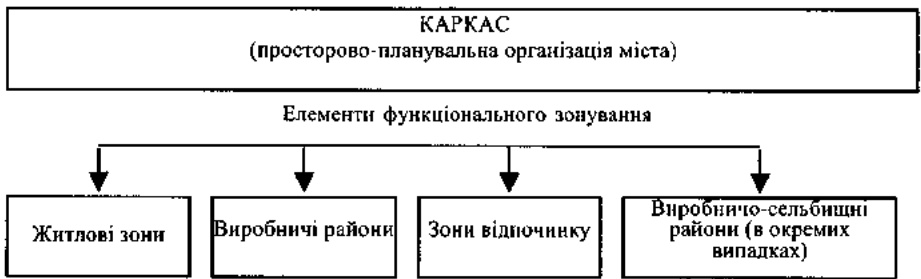 КАРКАС
(просторово-планувальна організація міста)
Елементи функціонального зонування
Житлові зони
Виробничі райони
Зони відпочинку
Виробничо-сельбищні
райони (в окремих
випадках)